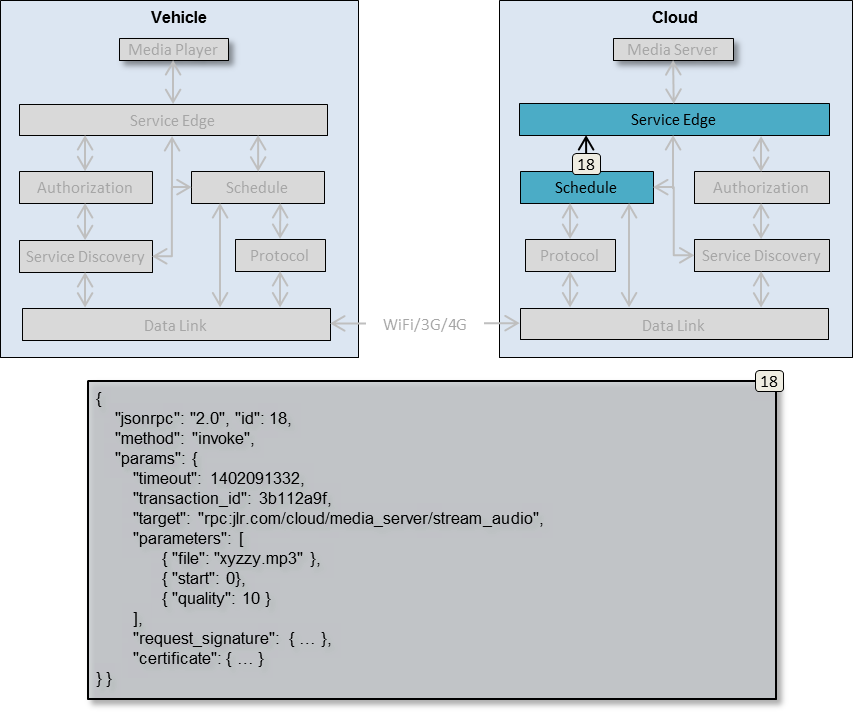 Vehicle
Media Player
Service Edge
Authorization
Schedule
Service Discovery
Protocol
Data Link
WiFi/3G/4G
Cloud
Media Server
Service Edge
18
Schedule
Authorization
Protocol
Service Discovery
Data Link
18
{
"jsonrpc": "2.0", "id": 18,
"method": "invoke",
"params": {
"timeout": 1402091332,
"transaction_id": 3b112a9f,
"target": "rpc:jlr.com/cloud/media_server/stream_audio",
"parameters": [
{ "file": "xyzzy.mp3" },
{ "start": 0},
{ "quality": 10 }
],
"request_signature": { … },
"certificate": { … }
} }